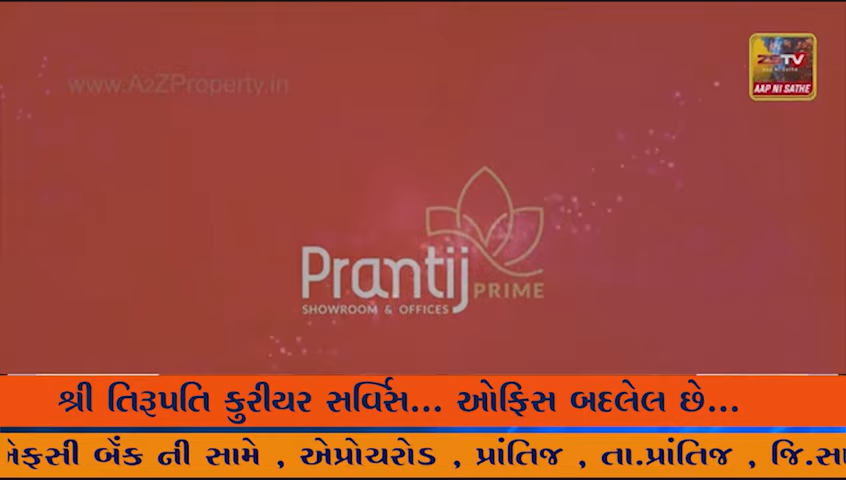 www.A2ZProperty.in
TV
AAP NI SATHE
Prantij PRIME
SHOWROOM & OFFICES
શ્રી તિરૂપતિ કુરીયર સર્વિસ... ઓફિસ બદલેલ છે...
બેંક ની સામે , એપ્રોચરોડ , પ્રાંતિજ , તા.પ્રાંતિજ ,